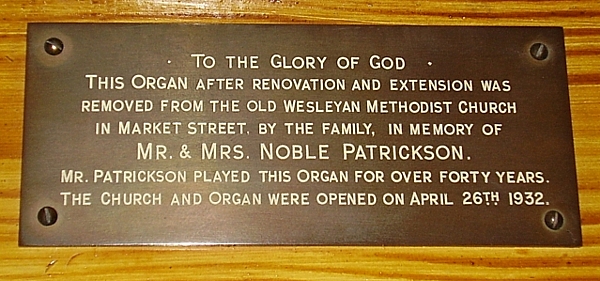 · To the Glory of God ·
This Organ after renovation and extension was
removed from the old Wesleyan Methodist Church
in Market Street, by the family, in memory of
Mr. & Mrs. Noble Patrickson.
Mr. Patrickson played this Organ for over forty years.
The Church and Organ were opened on April 26th 1932.